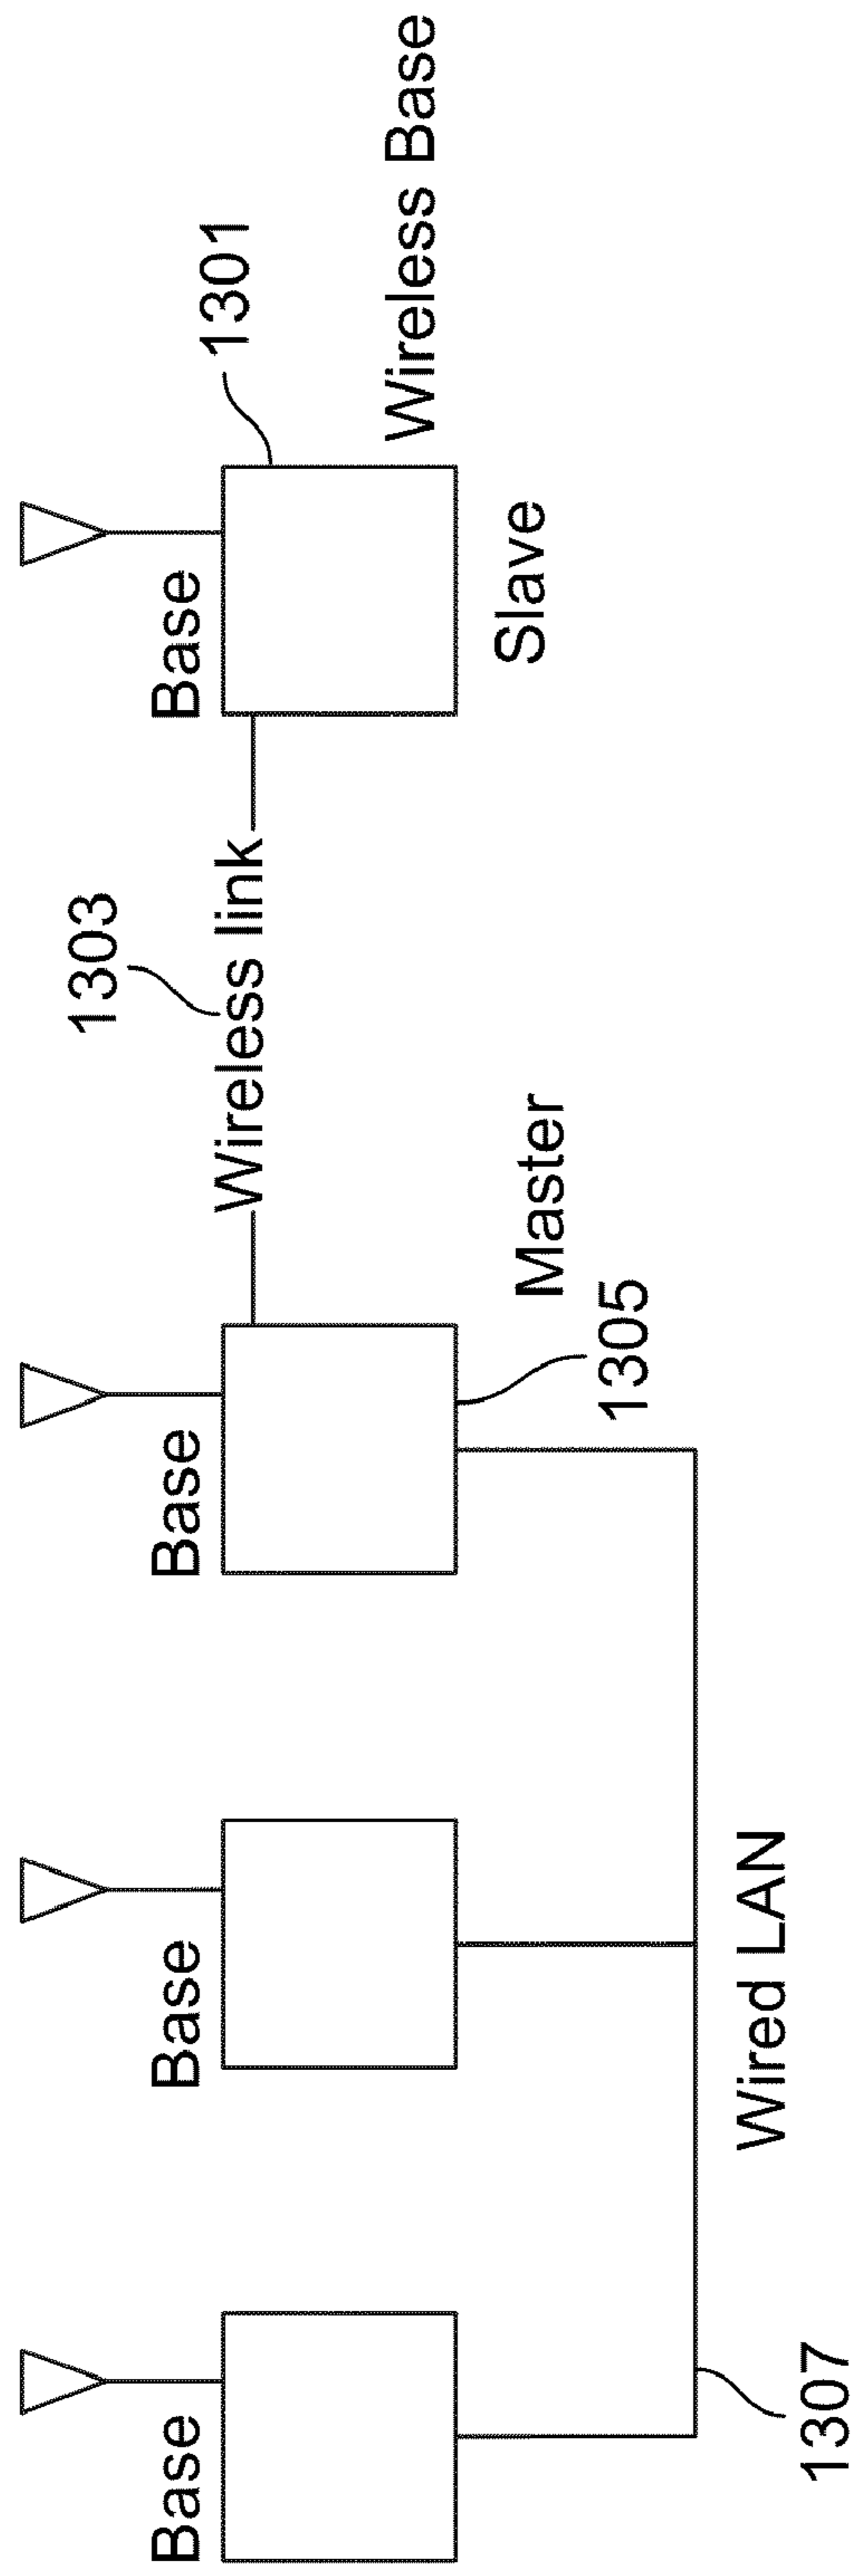 Base
Base
Base
Base
1303
Wireless link
1301
Wireless Base
Slave
Master
1305
Wired LAN
1307